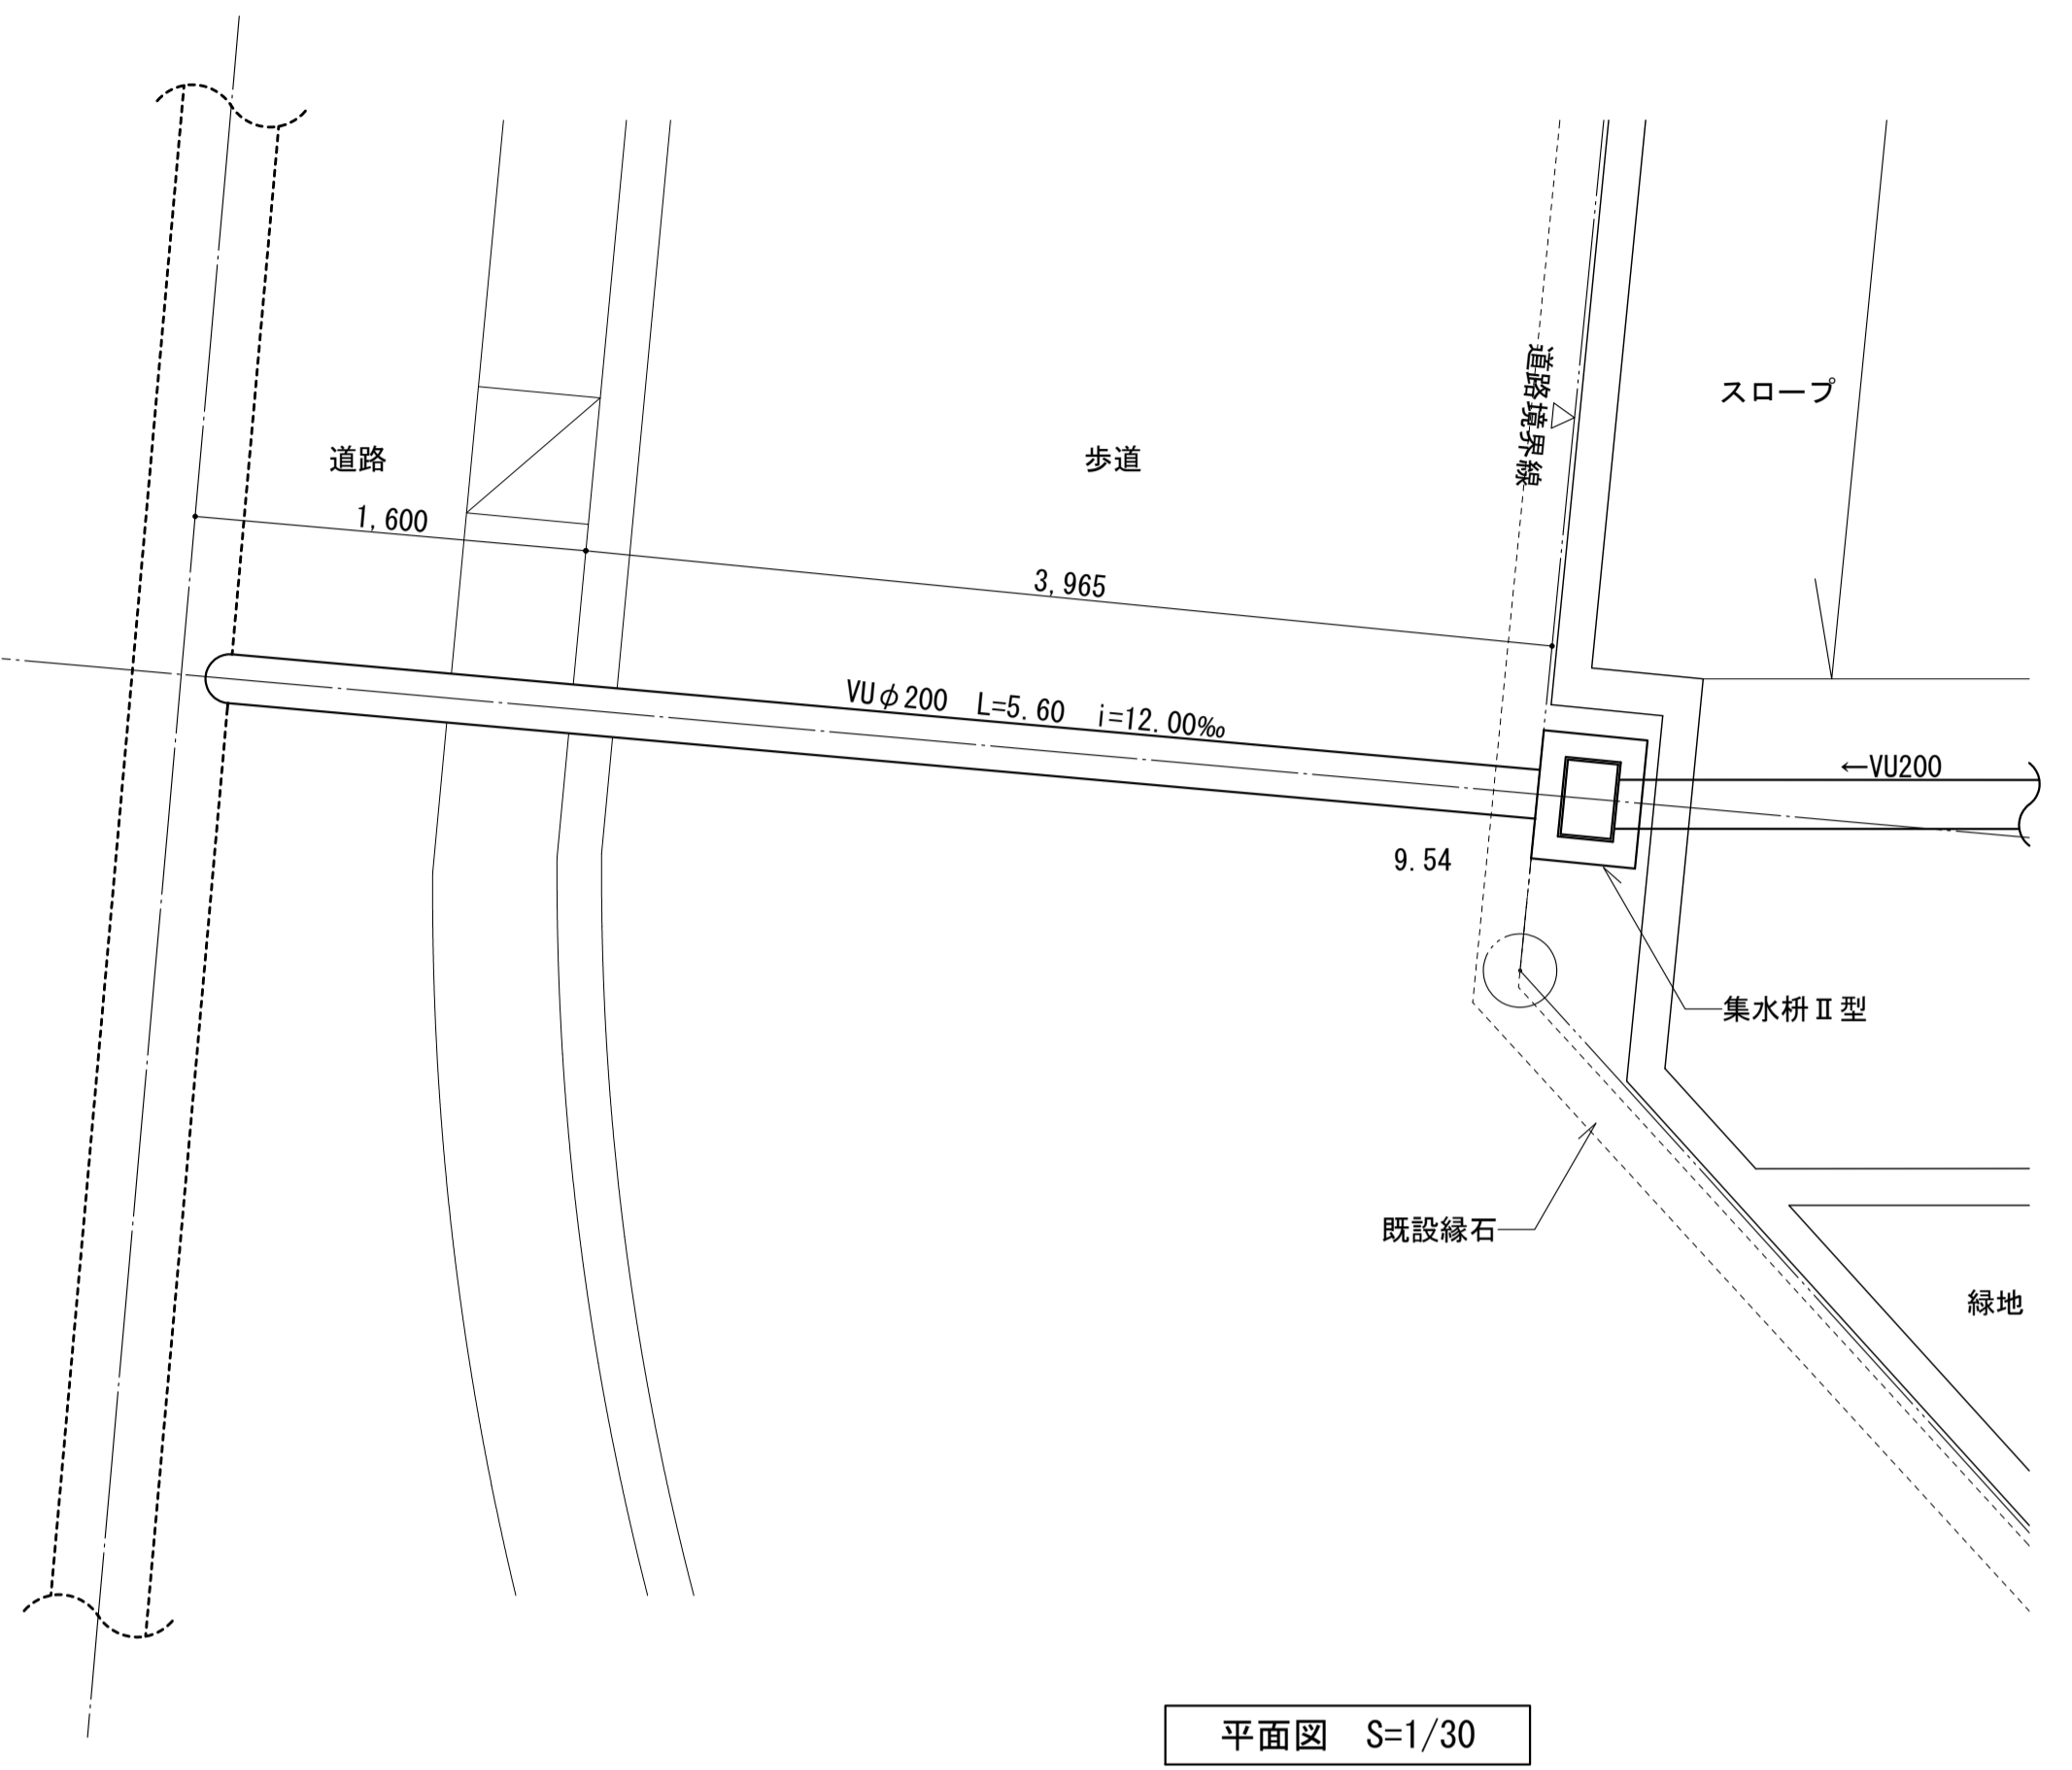 道路境界線
スロープ
道路
歩道
1,600
3,965
VUφ200 L=5.60 i=12.00‰
←VU200
9.54
集水枡Ⅱ型
既設縁石
緑地
平面図 S=1/30